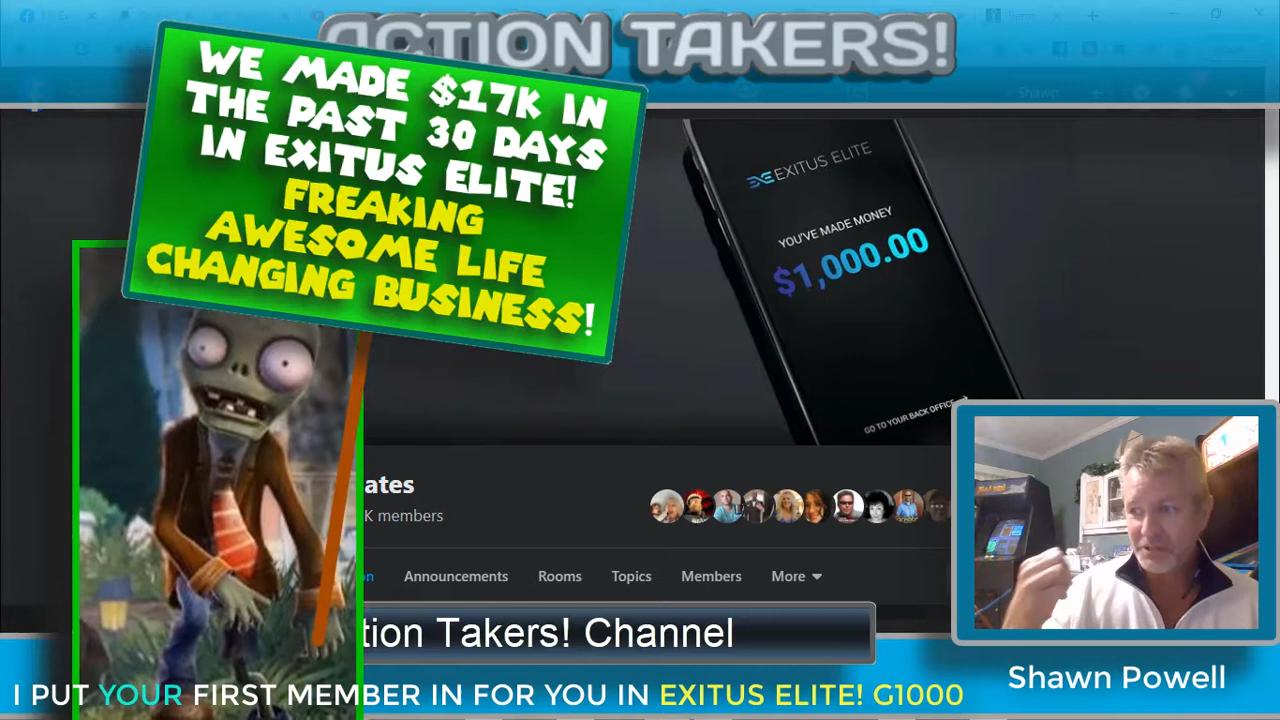 ACTION TAKERS!
WE MADE $17K IN
THE PAST 30 DAYS
IN EXITUS ELITE!
FREAKING
AWESOME LIFE
CHANGING BUSINESS!
EXITUS ELITE
YOU'VE MADE MONEY
$1,000.00
GO TO YOUR BACK OFFICE
ates
K members
on Announcements Rooms Topics Members More
tion Takers! Channel
Shawn Powell
I PUT YOUR FIRST MEMBER IN FOR YOU IN EXITUS ELITE! G1000